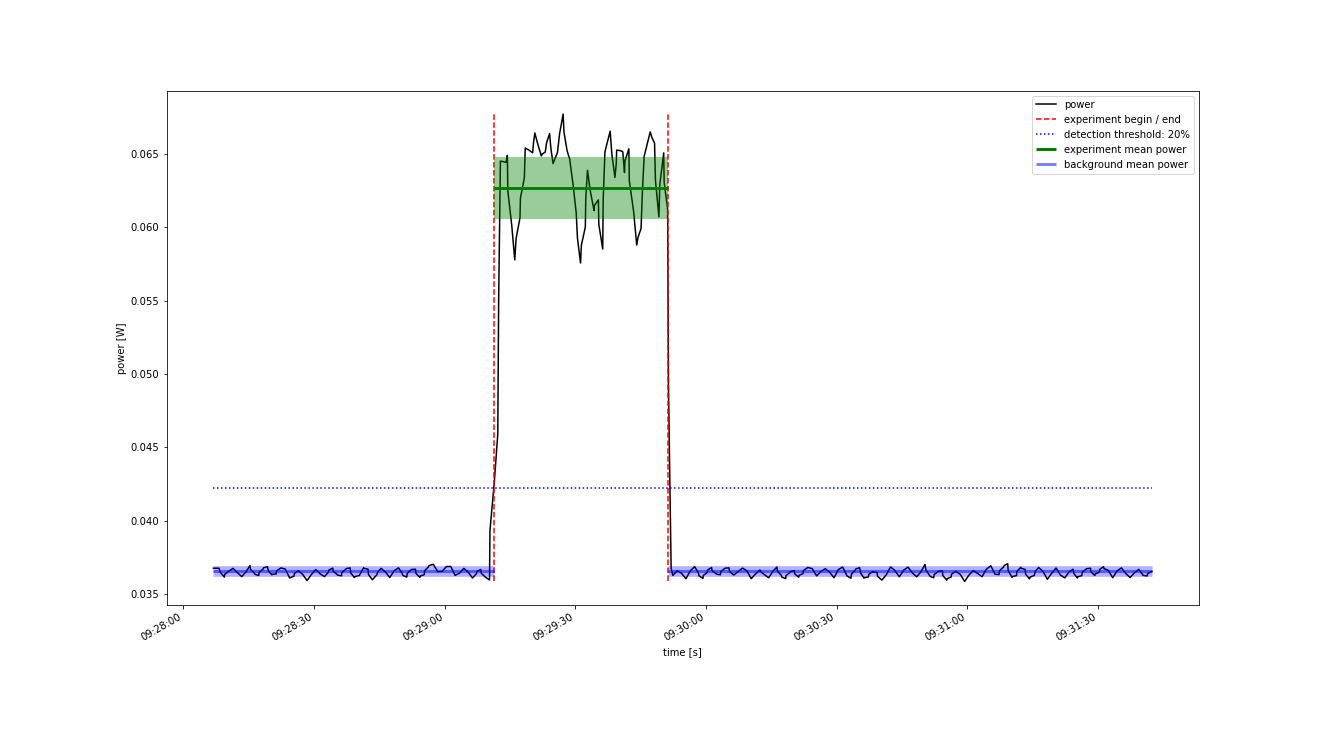 power
experiment begin / end
detection threshold: 20%
experiment mean power
background mean power
0.065
0.060
0.055
0.050
0.045
0.040
0.035
power [W]
09:28:00
09:28:30
09:29:00
09:29:30
09:30:00
09:30:30
09:31:00
09:31:30
time [s]